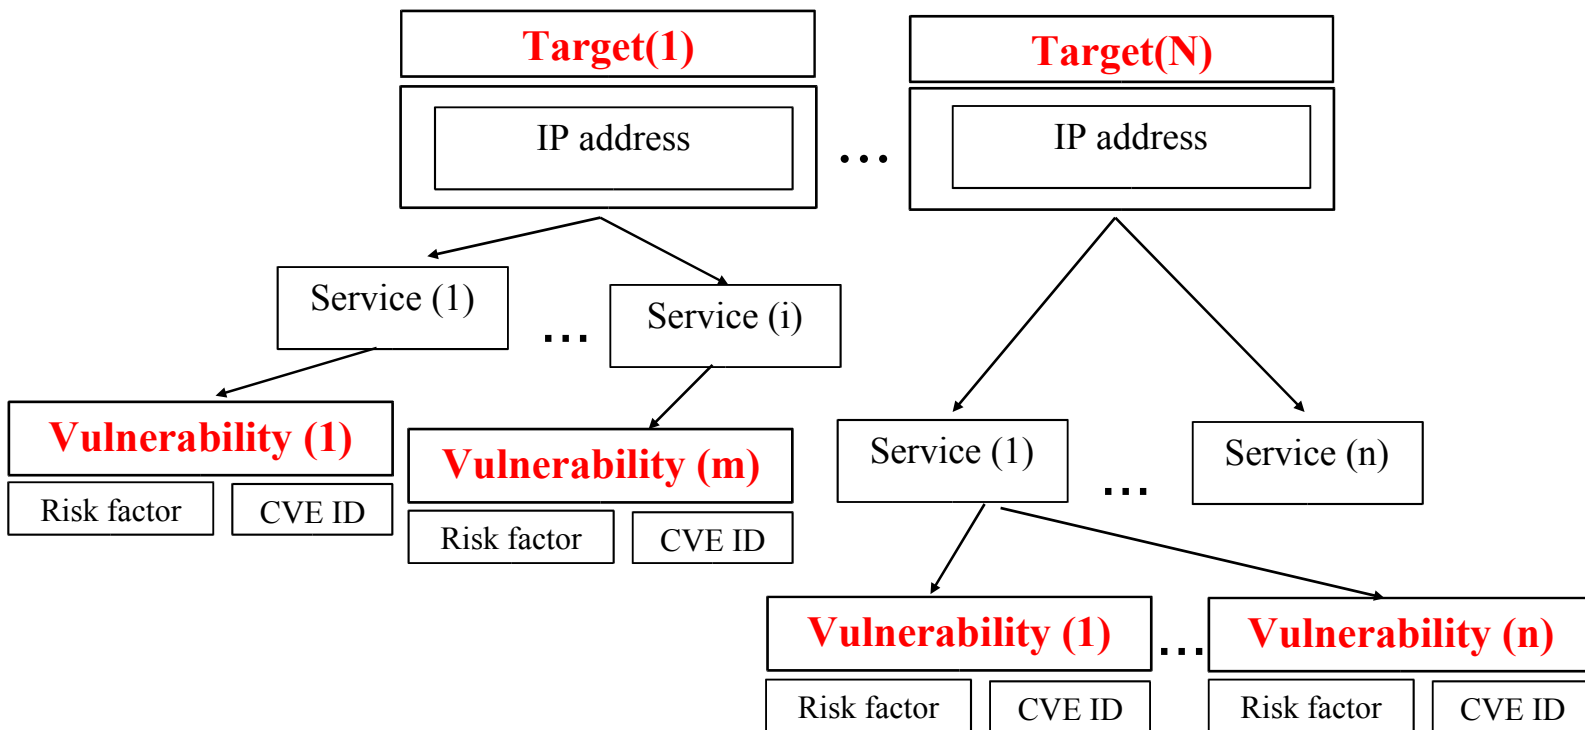 Target(1)
Target(N)
IP address
...
IP address
Service (1)
...
Service (i)
Vulnerability (1)
Risk factor
CVE ID
Vulnerability (m)
Risk factor
CVE ID
Service (1)
...
Service (n)
Vulnerability (1)
...
Vulnerability (n)
Risk factor
CVE ID
Risk factor
CVE ID